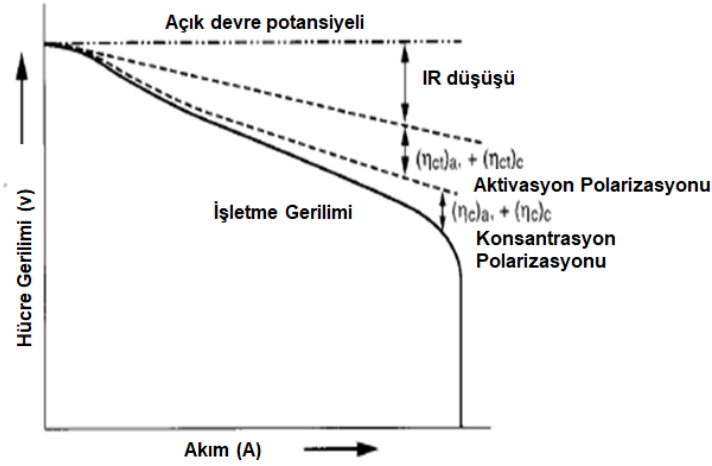 Açık devre potansiyeli
IR düşüşü
(ηct)a, + (ηct)c
Aktivasyon Polarizasyonu
İşletme Gerilimi
(ηc)a, + (ηc)c
Konsantrasyon
Polarizasyonu
Hücre Gerilimi (v)
Akım (A)